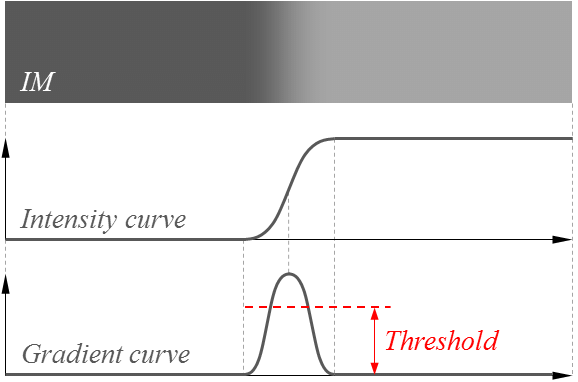 IM
Intensity curve
Threshold
Gradient curve